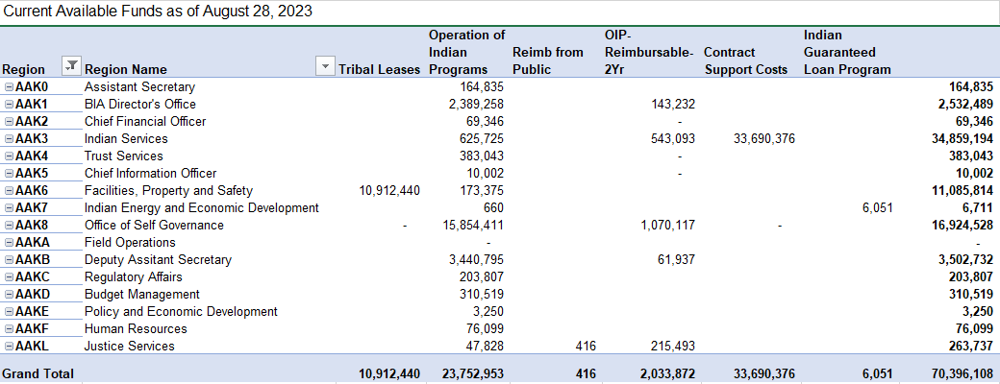 Current Available Funds as of August 28, 2023
Region Region Name Tribal Leases Operation of Indian Programs Reimb from Public OIP-Reimbursable-2Yr Contract Support Costs Indian Guaranteed Loan Program
AAK0 Assistant Secretary 164,835 164,835
AAK1 BIA Director's Office 2,389,258 143,232 2,532,489
AAK2 Chief Financial Officer 69,346 - 69,346
AAK3 Indian Services 625,725 543,093 33,690,376 34,859,194
AAK4 Trust Services 383,043 - 383,043
AAK5 Chief Information Officer 10,002 - 10,002
AAK6 Facilities, Property and Safety 10,912,440 173,375 11,085,814
AAK7 Indian Energy and Economic Development 660 6,051 6,711
AAK8 Office of Self Governance - 15,854,411 1,070,117 - 16,924,528
AAKA Field Operations - -
AAKB Deputy Assitant Secretary 3,440,795 61,937 3,502,732
AAKC Regulatory Affairs 203,807 203,807
AAKD Budget Management 310,519 310,519
AAKE Policy and Economic Development 3,250 3,250
AAKF Human Resources 76,099 76,099
AAKL Justice Services 47,828 416 215,493 263,737
Grand Total 10,912,440 23,752,953 416 2,033,872 33,690,376 6,051 70,396,108